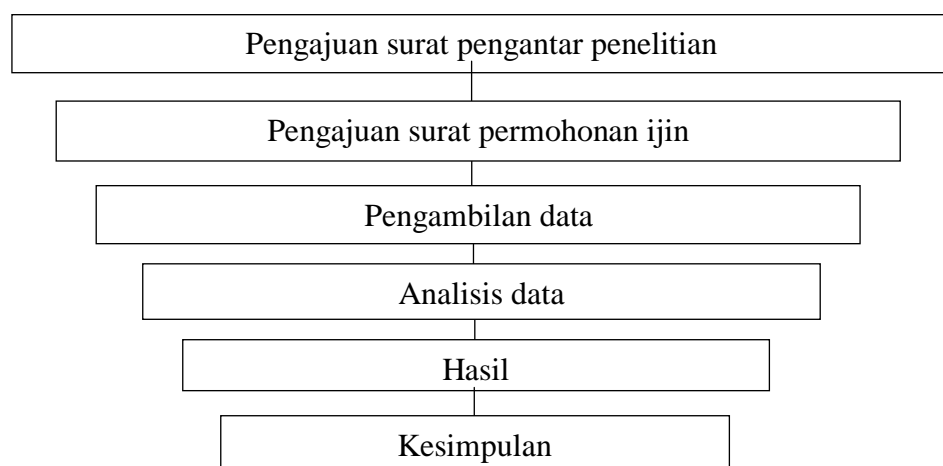 Pengajuan surat pengantar penelitian
Pengajuan surat permohonan ijin
Pengambilan data
Analisis data
Hasil
Kesimpulan